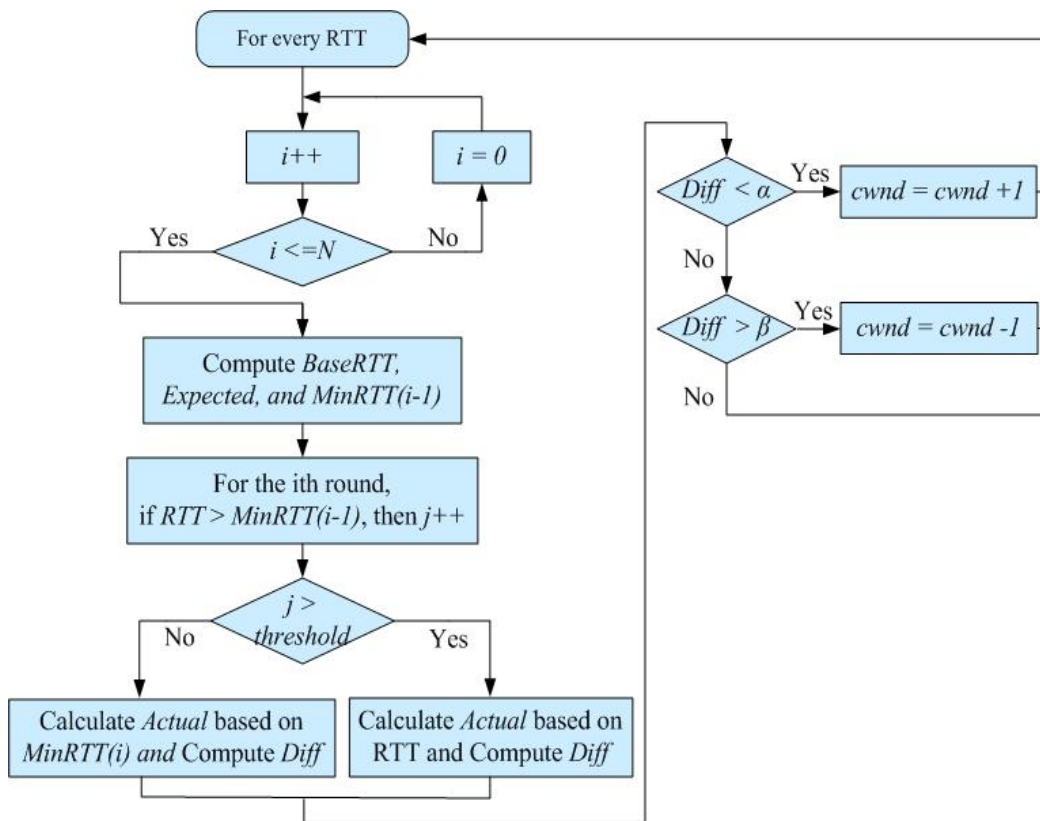 For every RTT
i++
i = 0
Yes
i <=N
No
Compute BaseRTT,
Expected, and MinRTT(i-1)
For the ith round,
if RTT > MinRTT(i-1), then j++
j >
threshold
No
Yes
Calculate Actual based on
MinRTT(i) and Compute Diff
Calculate Actual based on
RTT and Compute Diff
Diff < α
Yes
cwnd = cwnd +1
No
Diff > β
Yes
cwnd = cwnd -1
No